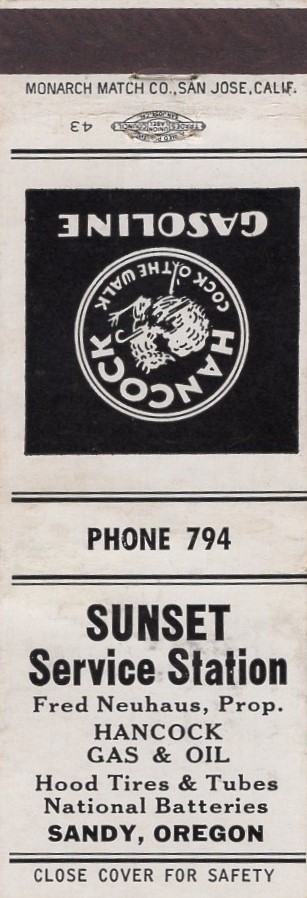 MONARCH MATCH CO., SAN JOSE, CALIF.
43
HANCOCK
COCK O' THE WALK
GASOLINE
PHONE 794
SUNSET
Service Station
Fred Neuhaus, Prop.
HANCOCK
GAS & OIL
Hood Tires & Tubes
National Batteries
SANDY, OREGON
CLOSE COVER FOR SAFETY